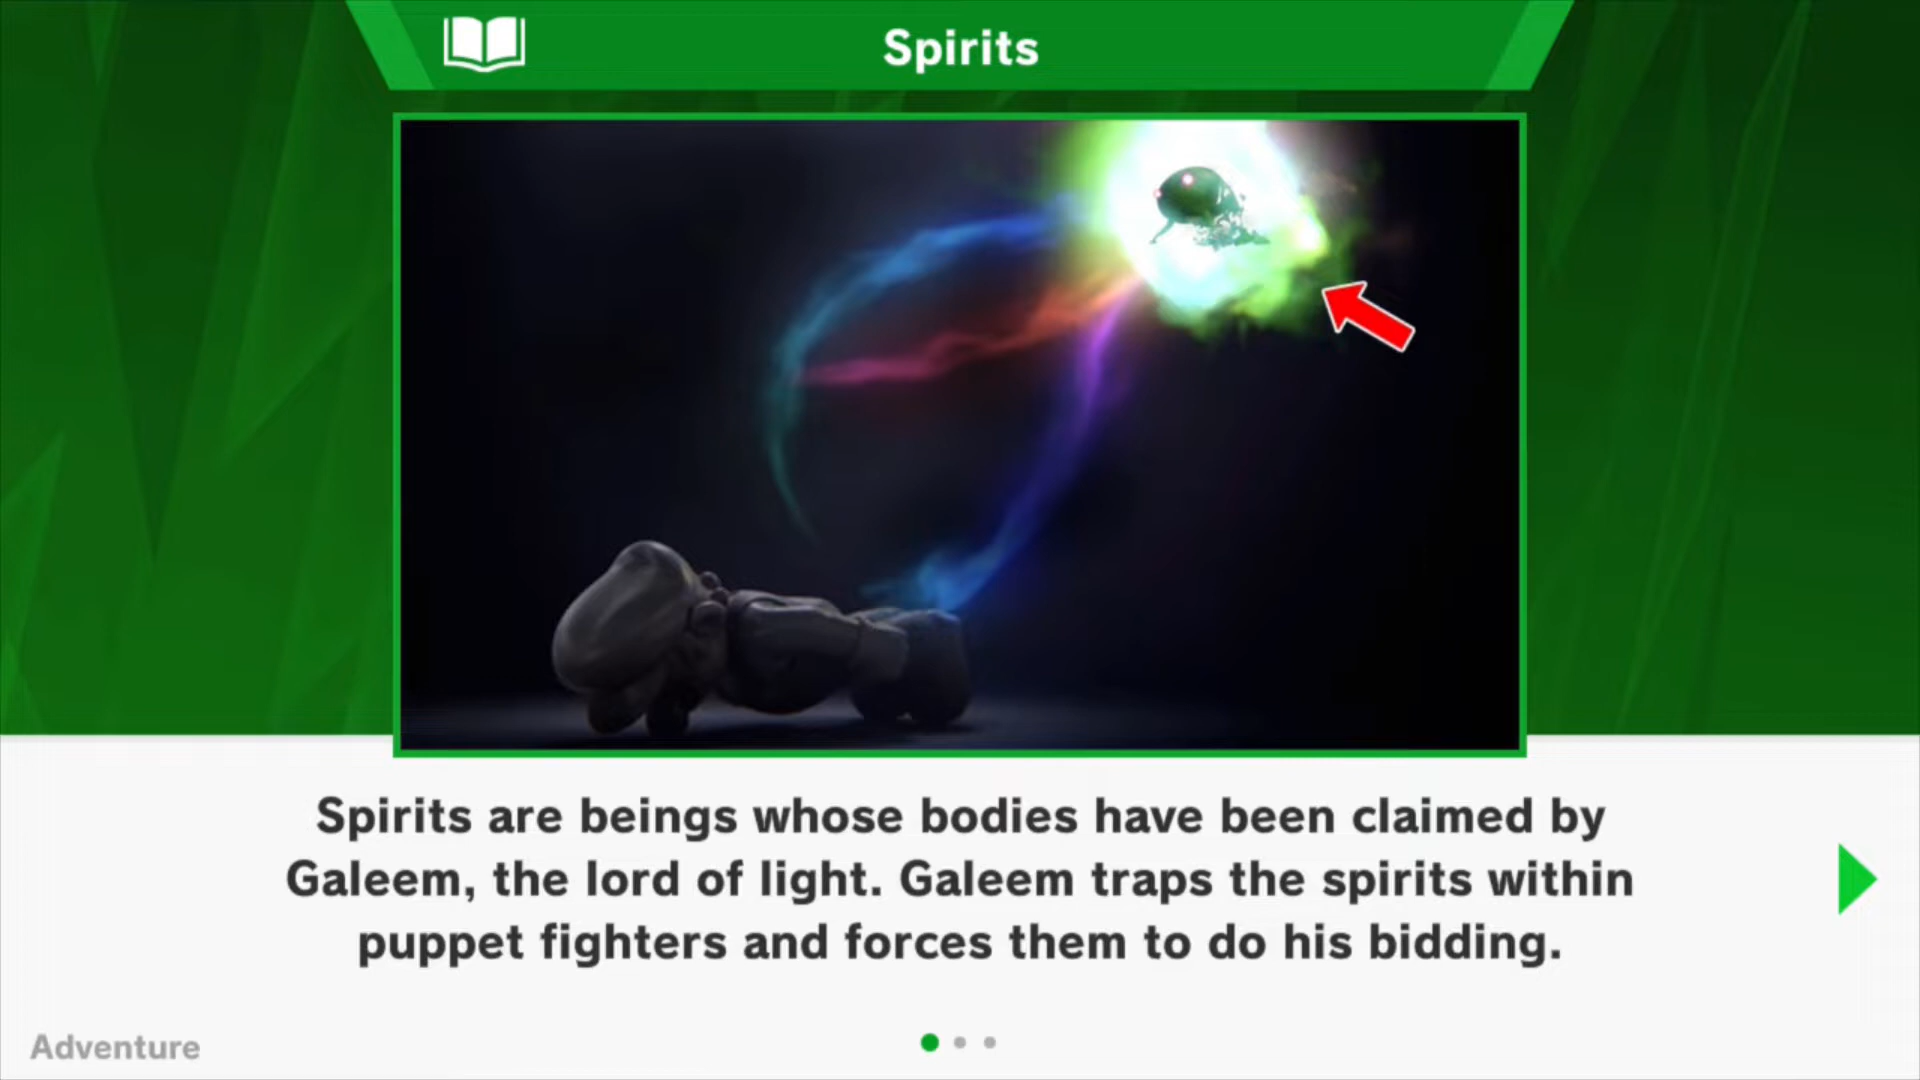 Spirits
Spirits are beings whose bodies have been claimed by
Galeem, the lord of light. Galeem traps the spirits within
puppet fighters and forces them to do his bidding.
Adventure